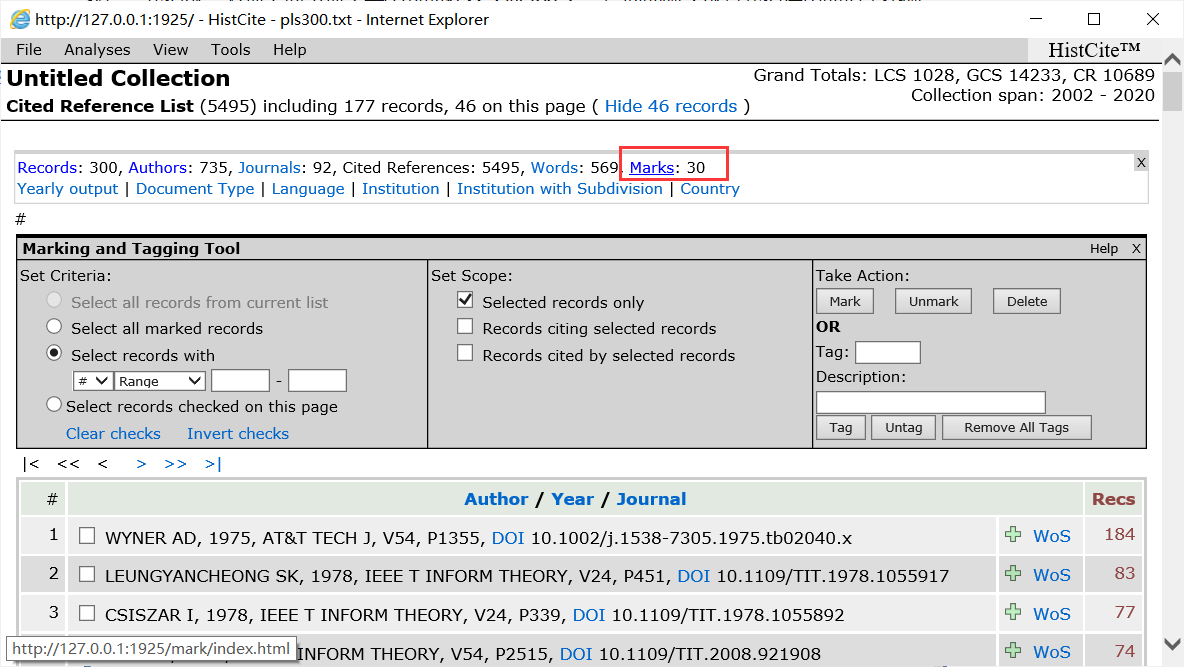 http://127.0.0.1:1925/ - HistCite - pls300.txt - Internet Explorer
File Analyses View Tools Help
HistCite™
Untitled Collection
Grand Totals: LCS 1028, GCS 14233, CR 10689
Collection span: 2002 - 2020
Cited Reference List (5495) including 177 records, 46 on this page ( Hide 46 records )
Records: 300, Authors: 735, Journals: 92, Cited References: 5495, Words: 569, Marks: 30
X
Yearly output | Document Type | Language | Institution | Institution with Subdivision | Country
#
Marking and Tagging Tool
Help X
Set Criteria:
Select all records from current list
Select all marked records
Select records with
# Range -
Select records checked on this page
Clear checks Invert checks
Set Scope:
Selected records only
Records citing selected records
Records cited by selected records
Take Action:
Mark Unmark Delete
OR
Tag:
Description:
Tag Untag Remove All Tags
|< << < > >> >|
# Author / Year / Journal Recs
1 WYNER AD, 1975, AT&T TECH J, V54, P1355, DOI 10.1002/j.1538-7305.1975.tb02040.x WoS 184
2 LEUNGYANCHEONG SK, 1978, IEEE T INFORM THEORY, V24, P451, DOI 10.1109/TIT.1978.1055917 WoS 83
3 CSISZAR I, 1978, IEEE T INFORM THEORY, V24, P339, DOI 10.1109/TIT.1978.1055892 WoS 77
INFORM THEORY, V54, P2515, DOI 10.1109/TIT.2008.921908 WoS 74
http://127.0.0.1:1925/mark/index.html